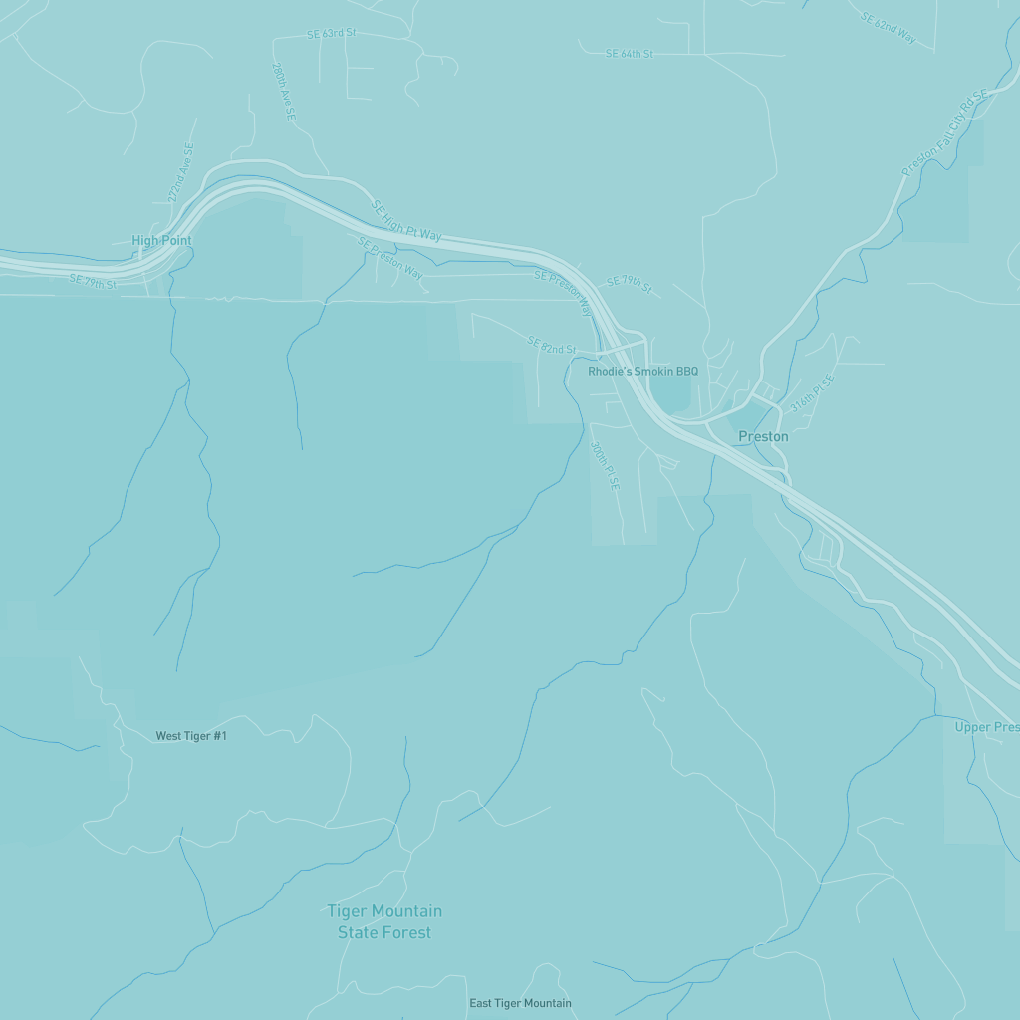 SE 62nd Way
SE 63rd St
SE 64th St
280th Ave SE
Preston Fall City Rd SE
272nd Ave SE
SE High Pt Way
High Point
SE Preston Way
SE 79th St
SE Preston Way
SE 79th St
SE 82nd St
Rhodie's Smokin BBQ
316th Pl SE
Preston
300th Pl SE
Upper Pres
West Tiger #1
Tiger Mountain
State Forest
East Tiger Mountain